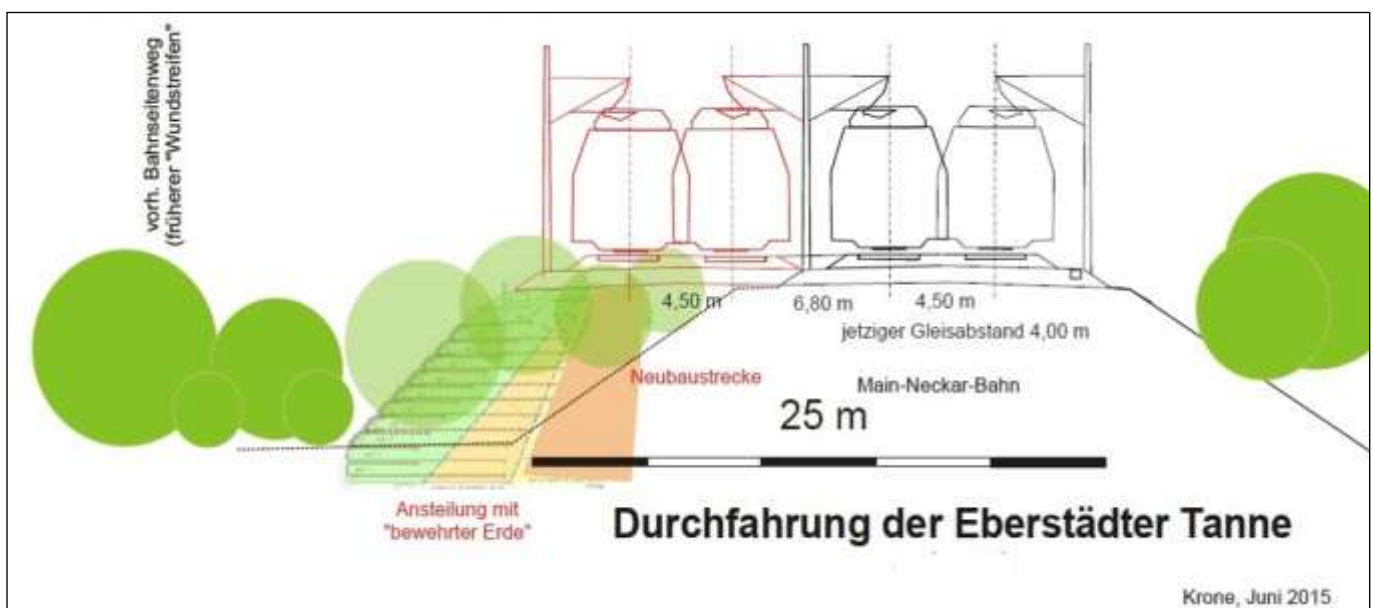 vorh. Bahnseitenweg
(früherer "Wundstreifen"
4,50 m
6,80 m
4,50 m
jetziger Gleisabstand 4,00 m
Neubaustrecke
Main-Neckar-Bahn
25 m
Ansteilung mit
"bewehrter Erde"
Durchfahrung der Eberstädter Tanne
Krone, Juni 2015